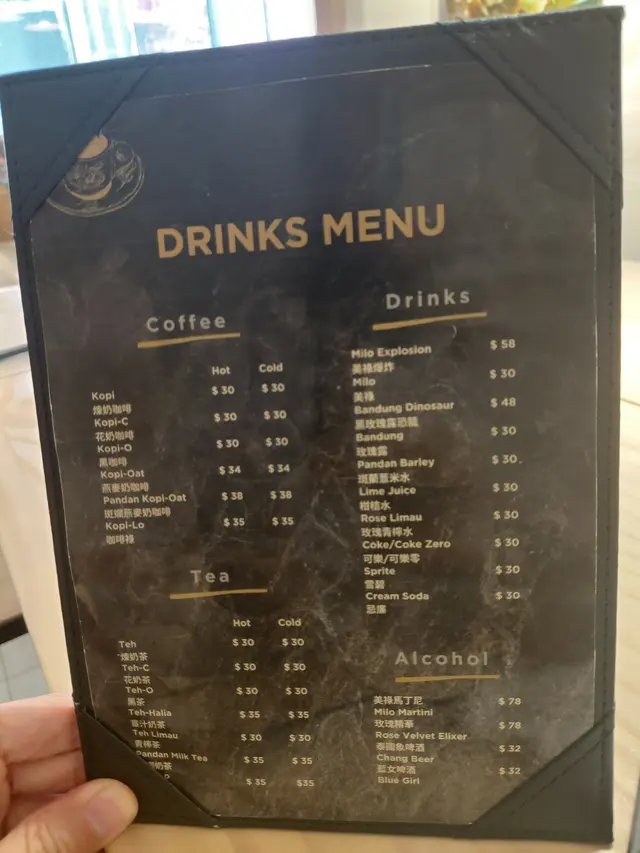 DRINKS MENU
Coffee
Hot Cold
Kopi $ 30 $ 30
煉奶咖啡
Kopi-C $ 30 $ 30
花奶咖啡
Kopi-O $ 30 $ 30
黑咖啡
Kopi-Oat $ 34 $ 34
燕麥奶咖啡
Pandan Kopi-Oat $ 38 $ 38
斑斕燕麥奶咖啡
Kopi-Lo $ 35 $ 35
咖啡祿
Tea
Hot Cold
Teh $ 30 $ 30
煉奶茶
Teh-C $ 30 $ 30
花奶茶
Teh-O $ 30 $ 30
黑茶
Teh-Halia $ 35 $ 35
薑汁奶茶
Teh Limau $ 30 $ 30
青檸茶
Pandan Milk Tea $ 35 $ 35
奶茶
$ 35 $35
Drinks
Milo Explosion $ 58
美祿爆炸
Milo $ 30
美祿
Bandung Dinosaur $ 48
黑玫瑰露恐龍
Bandung $ 30
玫瑰露
Pandan Barley $ 30
斑蘭薏米水
Lime Juice $ 30
柑桔水
Rose Limau $ 30
玫瑰青檸水
Coke/Coke Zero $ 30
可樂/可樂零
Sprite $ 30
雪碧
Cream Soda $ 30
忌廉
Alcohol
美祿馬丁尼 $ 78
Milo Martini
玫瑰精華 $ 78
Rose Velvet Elixer
泰國象啤酒 $ 32
Chang Beer
藍女啤酒 $ 32
Blue Girl